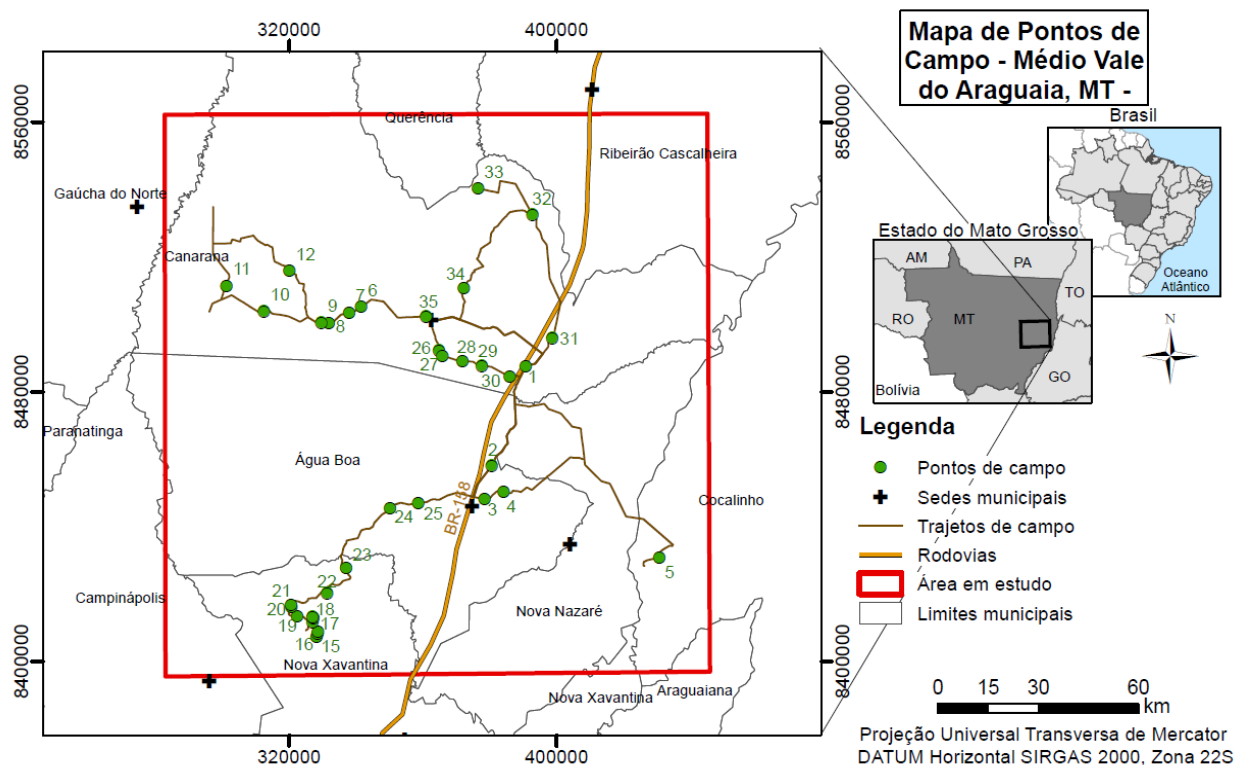 320000
400000
Mapa de Pontos de
Campo - Médio Vale
do Araguaia, MT -
Brasil
8560000
8560000
Querência
Ribeirão Cascalheira
33
32
Gaúcha do Norte
Oceano
Atlântico
Estado do Mato Grosso
AM
PA
TO
RO
MT
GO
Bolívia
N
Canarana
12
11
34
10
9
8
7
6
35
31
26
27
28
29
30
1
8480000
8480000
Paranatinga
Água Boa
2
BR-158
3
4
25
24
Cocalinho
5
23
22
21
20
19
18
17
16
15
Campinápolis
Nova Nazaré
Nova Xavantina
Nova Xavantina
Araguaiana
8400000
8400000
320000
400000
Legenda
Pontos de campo
Sedes municipais
Trajetos de campo
Rodovias
Área em estudo
Limites municipais
0 15 30 60
km
Projeção Universal Transversa de Mercator
DATUM Horizontal SIRGAS 2000, Zona 22S